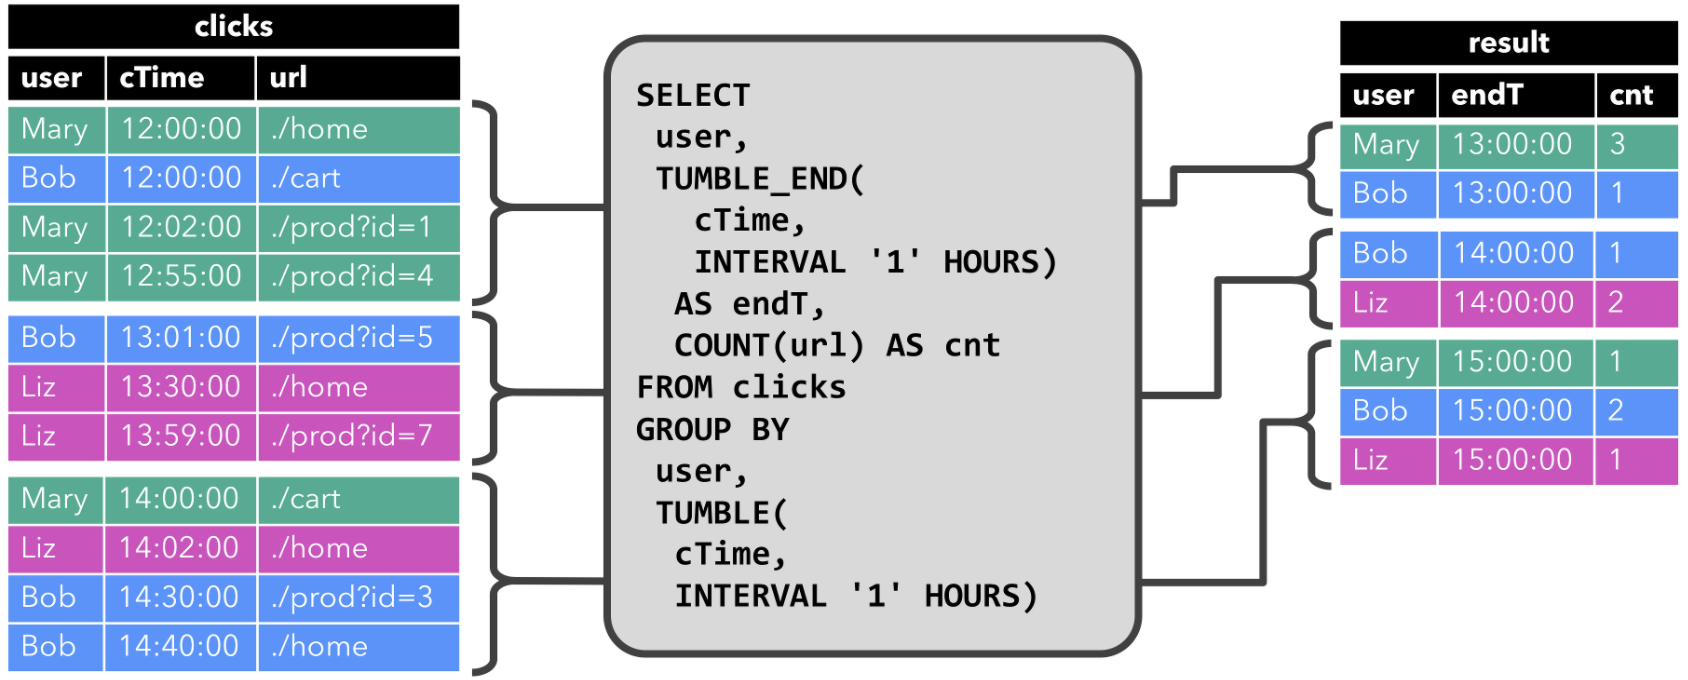 clicks
user cTime url
Mary 12:00:00 ./home
Bob 12:00:00 ./cart
Mary 12:02:00 ./prod?id=1
Mary 12:55:00 ./prod?id=4
Bob 13:01:00 ./prod?id=5
Liz 13:30:00 ./home
Liz 13:59:00 ./prod?id=7
Mary 14:00:00 ./cart
Liz 14:02:00 ./home
Bob 14:30:00 ./prod?id=3
Bob 14:40:00 ./home
SELECT
user,
TUMBLE_END(
cTime,
INTERVAL '1' HOURS)
AS endT,
COUNT(url) AS cnt
FROM clicks
GROUP BY
user,
TUMBLE(
cTime,
INTERVAL '1' HOURS)
result
user endT cnt
Mary 13:00:00 3
Bob 13:00:00 1
Bob 14:00:00 1
Liz 14:00:00 2
Mary 15:00:00 1
Bob 15:00:00 2
Liz 15:00:00 1